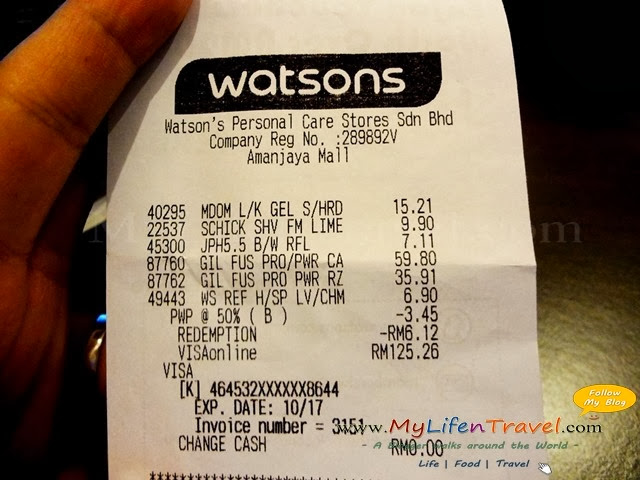 watsons
Watson's Personal Care Stores Sdn Bhd
Company Reg No. :289892V
Amanjaya Mall
40295 MDOM L/K GEL S/HRD 15.21
22537 SCHICK SHV FM LIME 9.90
45300 JPH5.5 B/W RFL 7.11
87760 GIL FUS PRO/PWR CA 59.80
87762 GIL FUS PRO PWR RZ 35.91
49443 WS REF H/SP LV/CHM 6.90
PWP @ 50% ( B ) -3.45
REDEMPTION -RM6.12
VISAonline RM125.26
VISA
[K] 464532XXXXXX8644
EXP. DATE: 10/17
Invoice number = 3151
CHANGE CASH RM0.00
Follow My Blog
www.MyLifenTravel.com
- A Blogger walks around the World -
Life | Food | Travel